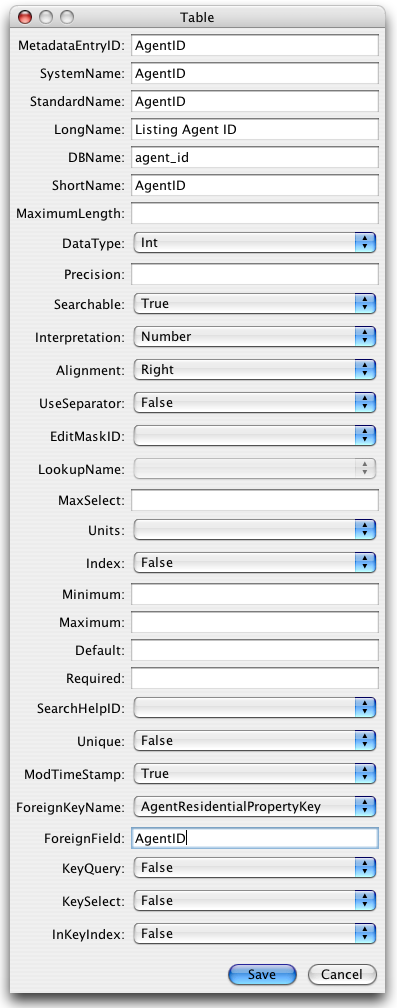 Table
MetadataEntryID: AgentID
SystemName: AgentID
StandardName: AgentID
LongName: Listing Agent ID
DBName: agent_id
ShortName: AgentID
MaximumLength:
DataType: Int
Precision:
Searchable: True
Interpretation: Number
Alignment: Right
UseSeparator: False
EditMaskID:
LookupName:
MaxSelect:
Units:
Index: False
Minimum:
Maximum:
Default:
Required:
SearchHelpID:
Unique: False
ModTimeStamp: True
ForeignKeyName: AgentResidentialPropertyKey
ForeignField: AgentID
KeyQuery: False
KeySelect: False
InKeyIndex: False
Save Cancel